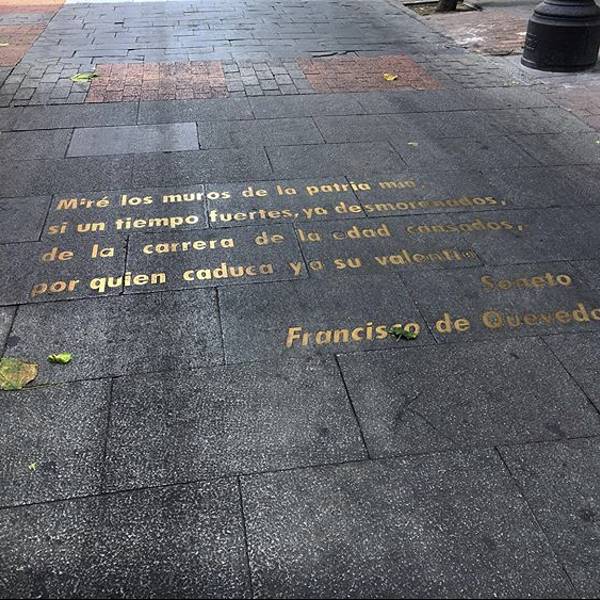 Miré los muros de la patria mía,
si un tiempo fuertes, ya desmoronados,
de la carrera de la edad cansados,
por quien caduca ya su valentía
Soneto
Francisco de Quevedo